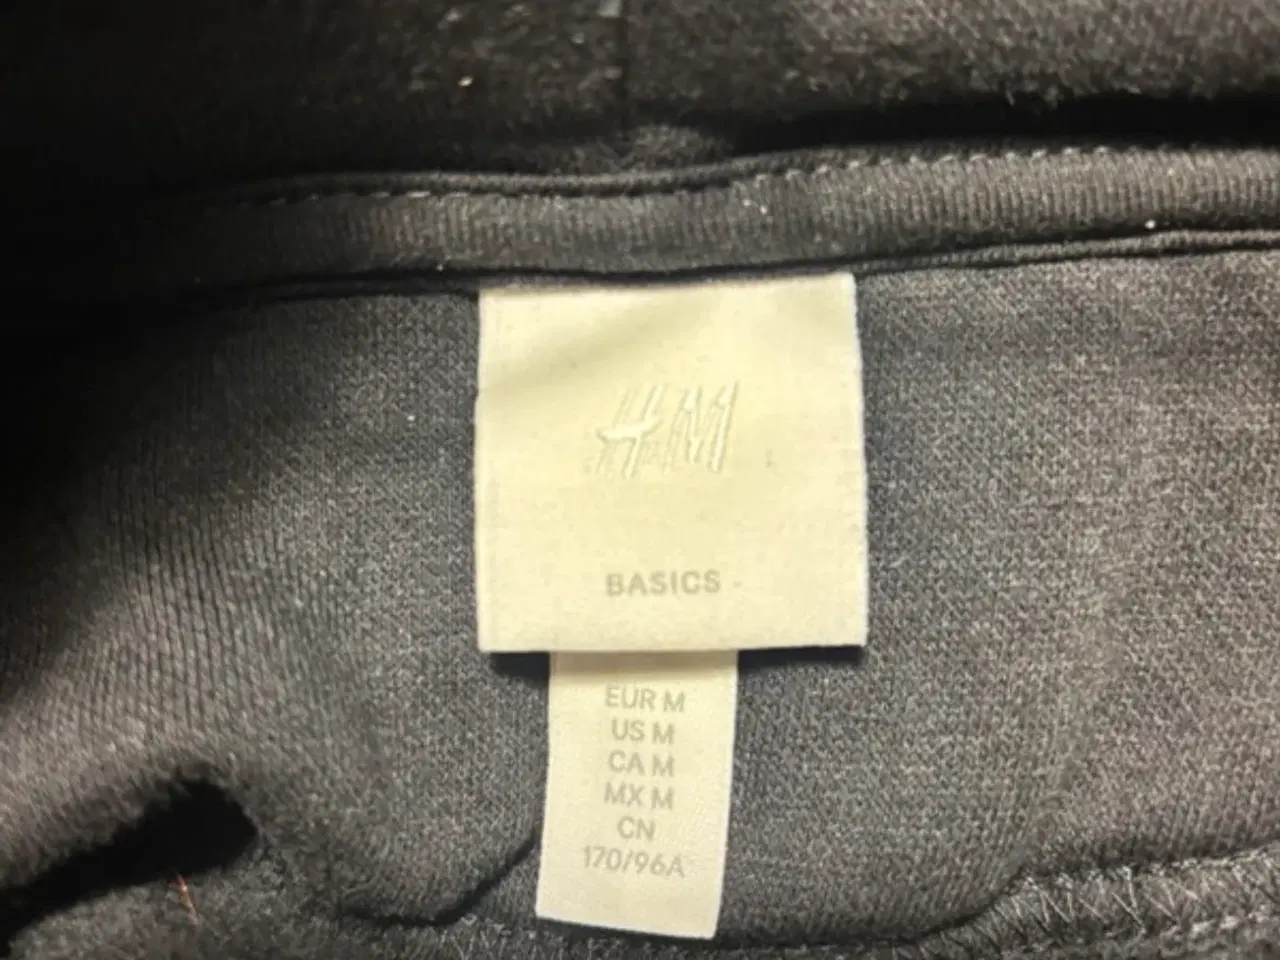 H&M
BASICS
EUR M
US M
CA M
MX M
CN
170/96A